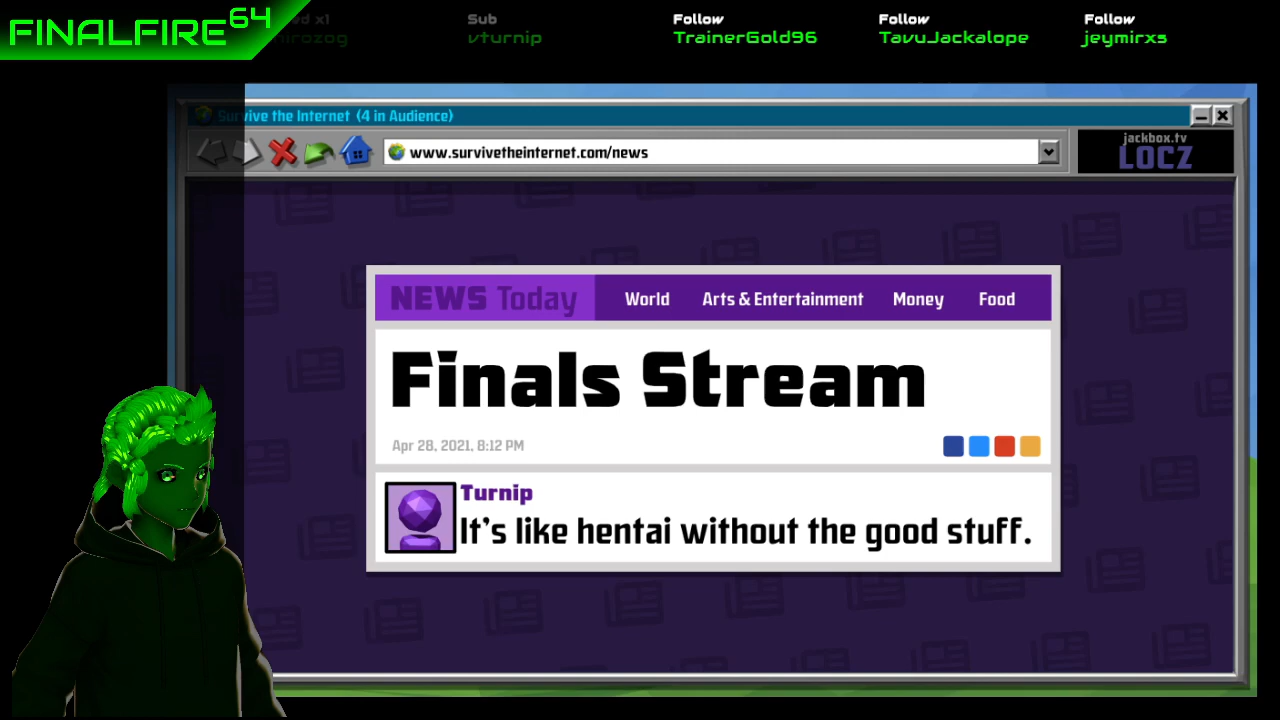 FINALFIRE64
x1
Sub
vturnip
Follow
TrainerGold96
Follow
TavuJackalope
Follow
jeymirxs
Survive the Internet (4 in Audience)
www.survivetheinternet.com/news
jackbox.tv
LOCZ
NEWS Today
World
Arts & Entertainment
Money
Food
Finals Stream
Apr 28, 2021, 8:12 PM
Turnip
It's like hentai without the good stuff.